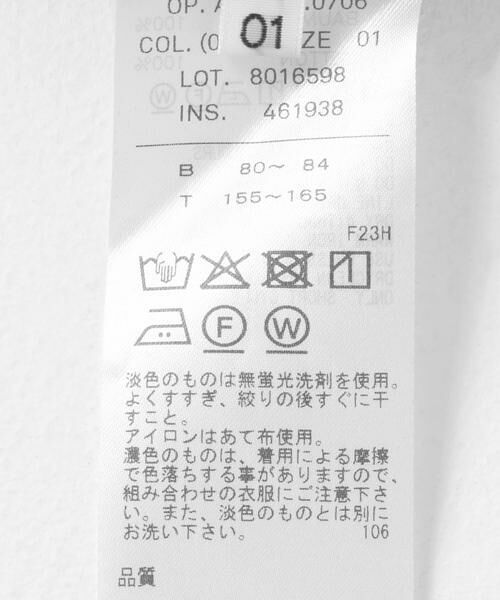 OP.
.0706
COL. (0
01
ZE 01
LOT. 8016598
INS. 461938
B 80～ 84
T 155～165
F23H
F
W
淡色のものは無蛍光洗剤を使用。
よくすすぎ、絞りの後すぐに干
すこと。
アイロンはあて布使用。
濃色のものは、着用による摩擦
で色落ちする事がありますので、
組み合わせの衣服にご注意下さ
い。また、淡色のものとは別に
お洗い下さい。 106
品質